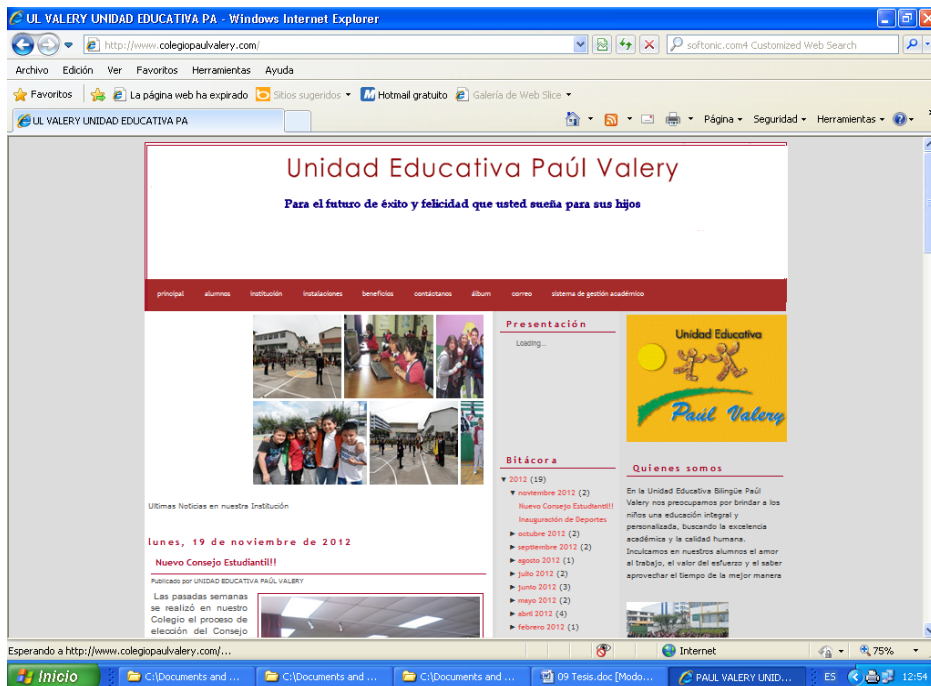 UL VALERY UNIDAD EDUCATIVA PA - Windows Internet Explorer
http://www.colegiopaulvalery.com/
softonic.com4 Customized Web Search
Archivo Edición Ver Favoritos Herramientas Ayuda
Favoritos La página web ha expirado Sitios sugeridos Hotmail gratuito Galería de Web Slice
UL VALERY UNIDAD EDUCATIVA PA
Página Seguridad Herramientas
Unidad Educativa Paúl Valery
Para el futuro de éxito y felicidad que usted sueña para sus hijos
principal alumnos institución instalaciones beneficios contáctanos álbum correo sistema de gestión académico
Ultimas Noticias en nuestra Institución
lunes, 19 de noviembre de 2012
Nuevo Consejo Estudiantil!!
Publicado por UNIDAD EDUCATIVA PAÚL VALERY
Las pasadas semanas
se realizó en nuestro
Colegio el proceso de
elección del Consejo
Presentación
Loading...
Bitácora
▼ 2012 (19)
▼ noviembre 2012 (2)
Nuevo Consejo Estudiantil!!
Inauguración de Deportes
► octubre 2012 (2)
► septiembre 2012 (2)
► agosto 2012 (1)
► julio 2012 (2)
► junio 2012 (3)
► mayo 2012 (2)
► abril 2012 (4)
► febrero 2012 (1)
Unidad Educativa
Paúl Valery
Quienes somos
En la Unidad Educativa Bilingüe Paúl
Valery nos preocupamos por brindar a los
niños una educación integral y
personalizada, buscando la excelencia
académica y la calidad humana.
Inculcamos en nuestros alumnos el amor
al trabajo, el valor del esfuerzo y el saber
aprovechar el tiempo de la mejor manera
Esperando a http://www.colegiopaulvalery.com/...
Internet
75%
Inicio
C:\Documents and ...
C:\Documents and ...
C:\Documents and ...
09 Tesis.doc [Modo...
PAUL VALERY UNID...
ES
12:54